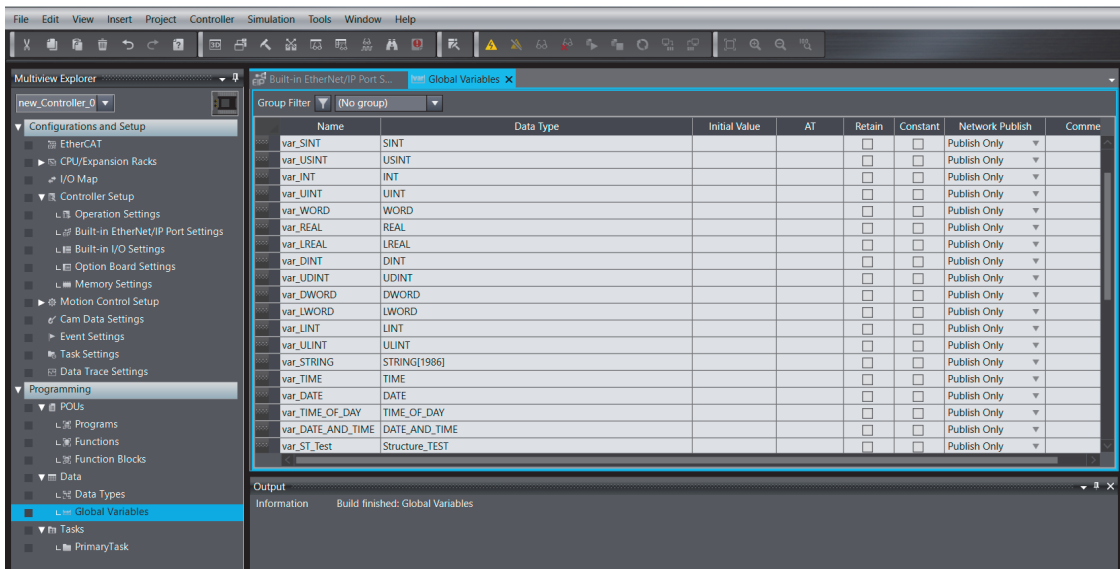 File Edit View Insert Project Controller Simulation Tools Window Help
Multiview Explorer
new_Controller_0
Configurations and Setup
EtherCAT
CPU/Expansion Racks
I/O Map
Controller Setup
Operation Settings
Built-in EtherNet/IP Port Settings
Built-in I/O Settings
Option Board Settings
Memory Settings
Motion Control Setup
Cam Data Settings
Event Settings
Task Settings
Data Trace Settings
Programming
POUs
Programs
Functions
Function Blocks
Data
Data Types
Global Variables
Tasks
PrimaryTask
Built-in EtherNet/IP Port S... Global Variables
Group Filter (No group)
Name Data Type Initial Value AT Retain Constant Network Publish Comme
var_SINT SINT Publish Only
var_USINT USINT Publish Only
var_INT INT Publish Only
var_UINT UINT Publish Only
var_WORD WORD Publish Only
var_REAL REAL Publish Only
var_LREAL LREAL Publish Only
var_DINT DINT Publish Only
var_UDINT UDINT Publish Only
var_DWORD DWORD Publish Only
var_LWORD LWORD Publish Only
var_LINT LINT Publish Only
var_ULINT ULINT Publish Only
var_STRING STRING[1986] Publish Only
var_TIME TIME Publish Only
var_DATE DATE Publish Only
var_TIME_OF_DAY TIME_OF_DAY Publish Only
var_DATE_AND_TIME DATE_AND_TIME Publish Only
var_ST_Test Structure_TEST Publish Only
Output
Information Build finished: Global Variables